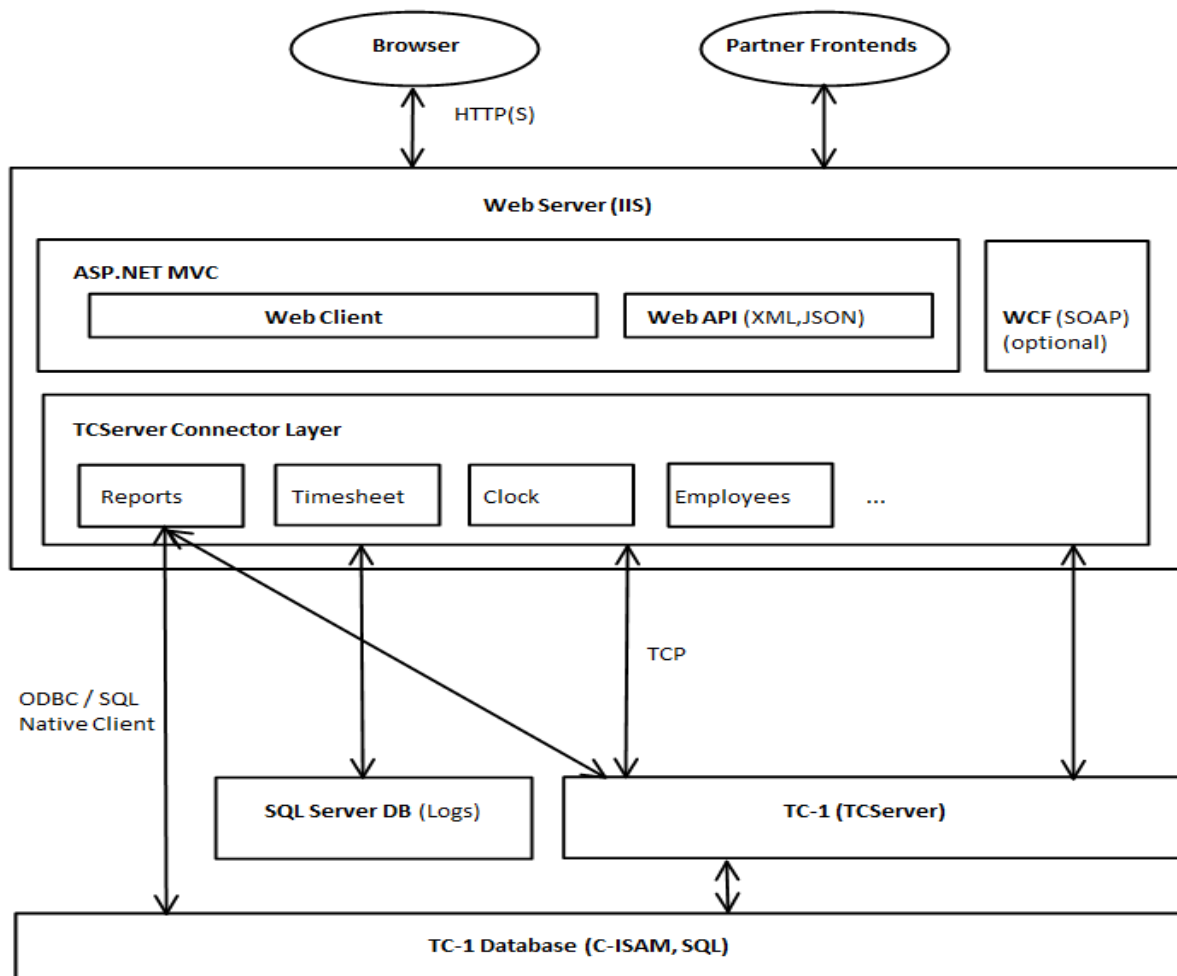 Browser
Partner Frontends
HTTP(S)
Web Server (IIS)
ASP.NET MVC
Web Client
Web API (XML,JSON)
WCF (SOAP)
(optional)
TCServer Connector Layer
Reports
Timesheet
Clock
Employees
...
TCP
ODBC / SQL
Native Client
SQL Server DB (Logs)
TC-1 (TCServer)
TC-1 Database (C-ISAM, SQL)